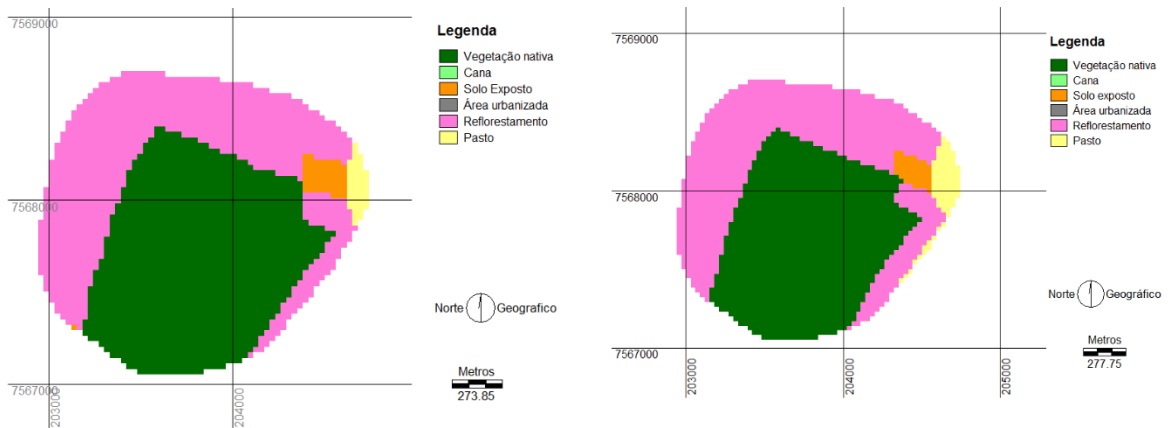 7569000
Legenda
Vegetação nativa
Cana
Solo Exposto
Área urbanizada
Reflorestamento
Pasto
7568000
Norte Geografico
Metros
273.85
7567000
203000
204000
7569000
Legenda
Vegetação nativa
Cana
Solo exposto
Área urbanizada
Reflorestamento
Pasto
7568000
Norte Geográfico
Metros
277.75
7567000
203000
204000
205000